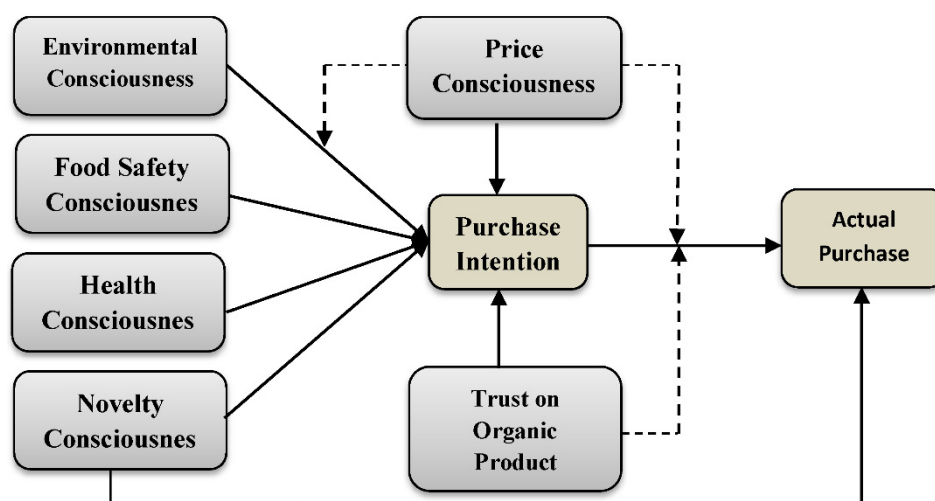 Environmental
Consciousness
Food Safety
Consciousnes
Health
Consciousnes
Novelty
Consciousnes
Price
Consciousness
Purchase
Intention
Trust on
Organic
Product
Actual
Purchase